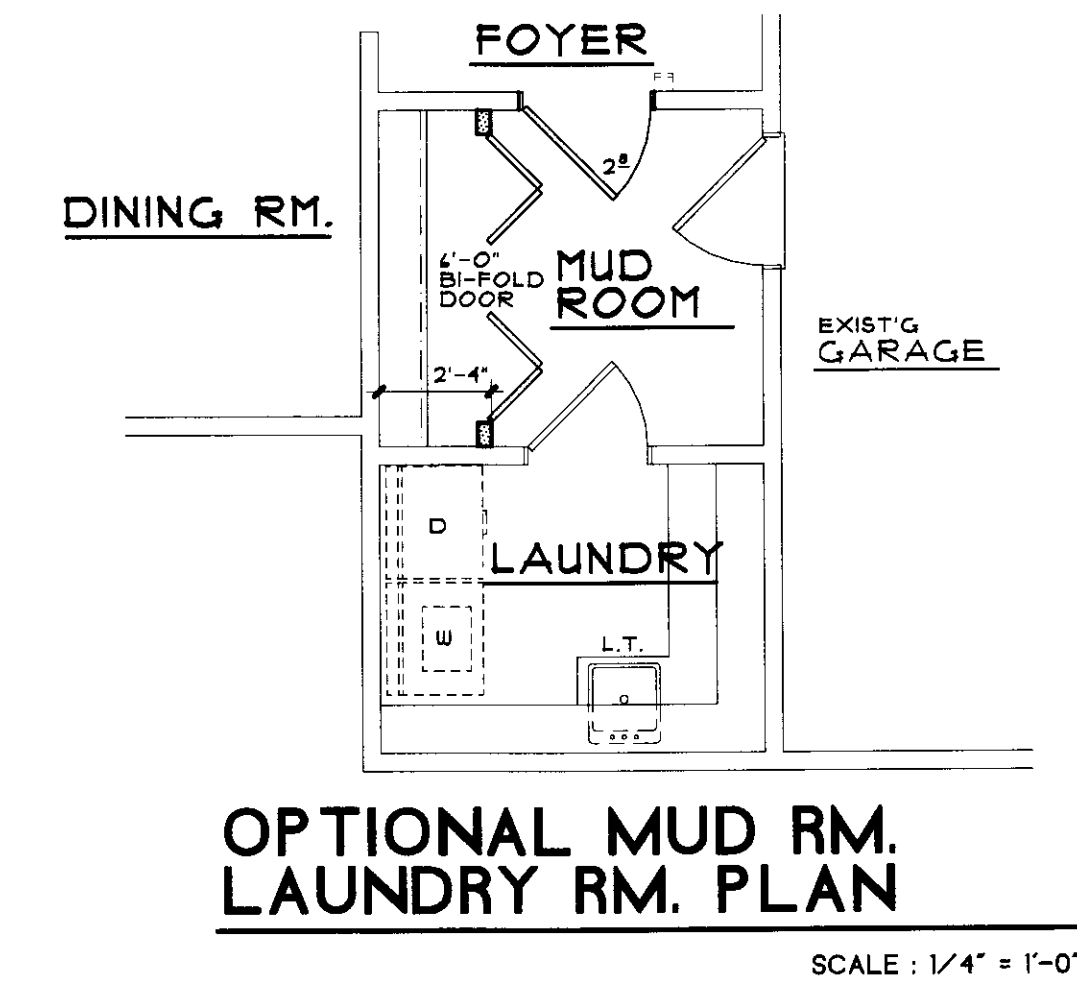 FOYER
2⁸
DINING RM.
6'-0"
BI-FOLD
DOOR
MUD
ROOM
EXIST'G
GARAGE
2'-4"
D
LAUNDRY
W
L.T.
OPTIONAL MUD RM.
LAUNDRY RM. PLAN
SCALE : 1/4" = 1'-0"